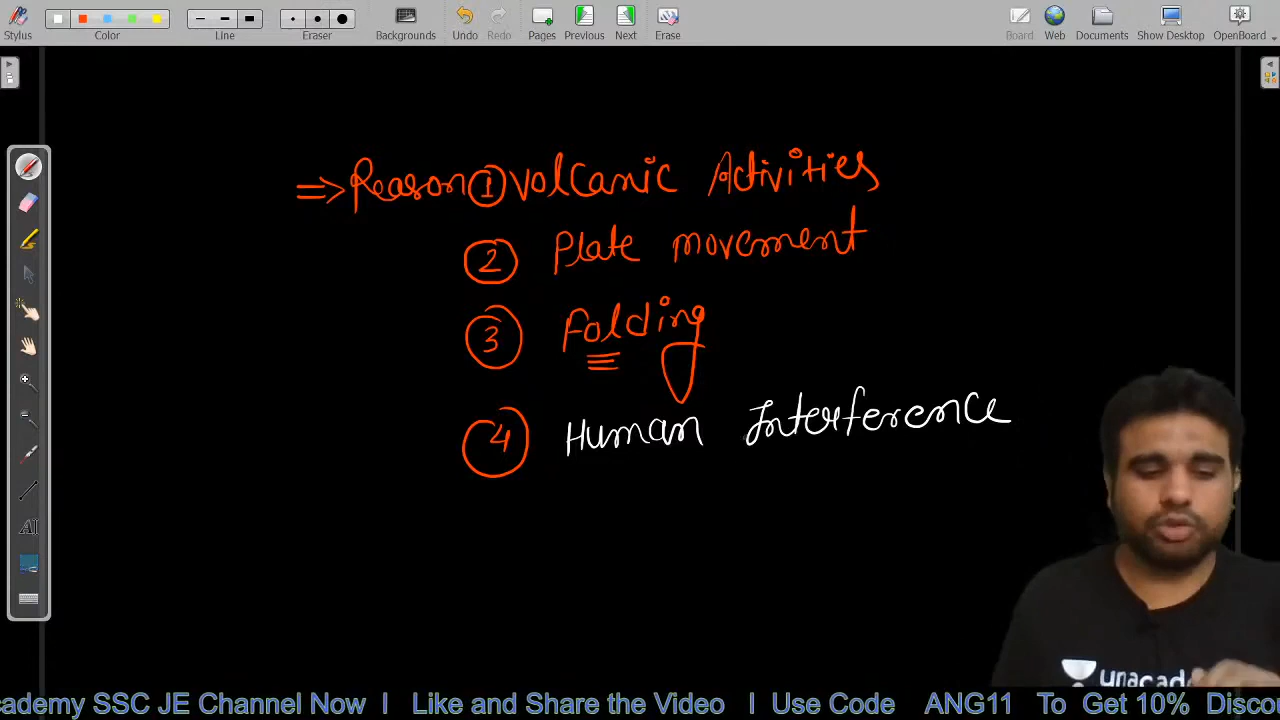 Stylus
Color
Line
Eraser
Backgrounds
Undo
Redo
Pages
Previous
Next
Erase
Board
Web
Documents
Show Desktop
OpenBoard
⇒ Reason ① Volcanic Activities
② Plate movement
③ Folding
④ Human Interference
unacade
cademy SSC JE Channel Now I Like and Share the Video I Use Code ANG11 To Get 10% Disco